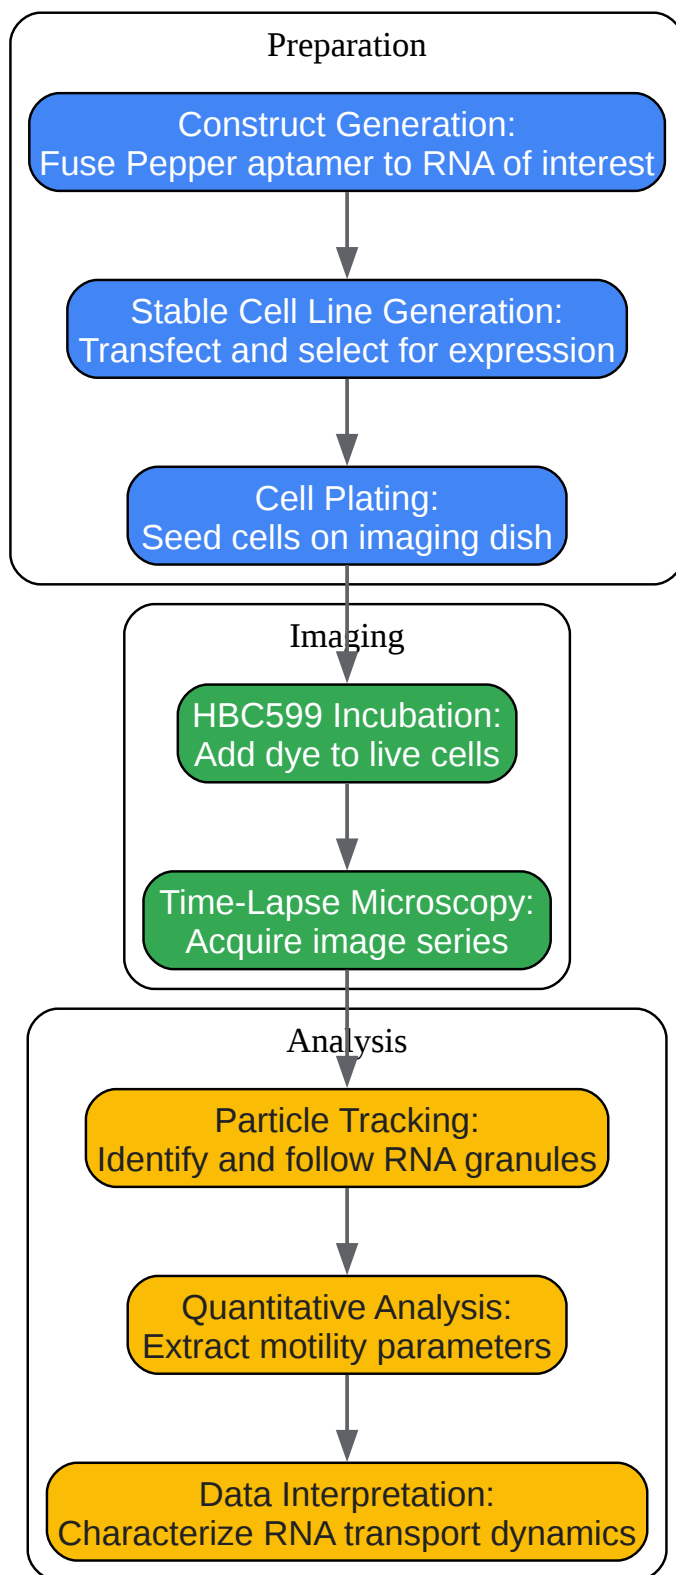 Preparation
Construct Generation:
Fuse Pepper aptamer to RNA of interest
Stable Cell Line Generation:
Transfect and select for expression
Cell Plating:
Seed cells on imaging dish
Imaging
HBC599 Incubation:
Add dye to live cells
Time-Lapse Microscopy:
Acquire image series
Analysis
Particle Tracking:
Identify and follow RNA granules
Quantitative Analysis:
Extract motility parameters
Data Interpretation:
Characterize RNA transport dynamics